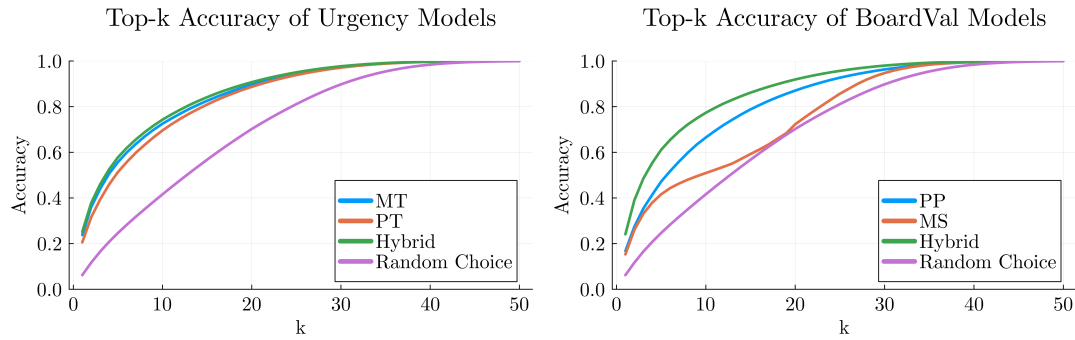 Top-k Accuracy of Urgency Models
1.0
0.8
0.6
0.4
0.2
0.0
Accuracy
0
10
20
30
40
50
k
MT
PT
Hybrid
Random Choice
Top-k Accuracy of BoardVal Models
1.0
0.8
0.6
0.4
0.2
0.0
Accuracy
0
10
20
30
40
50
k
PP
MS
Hybrid
Random Choice